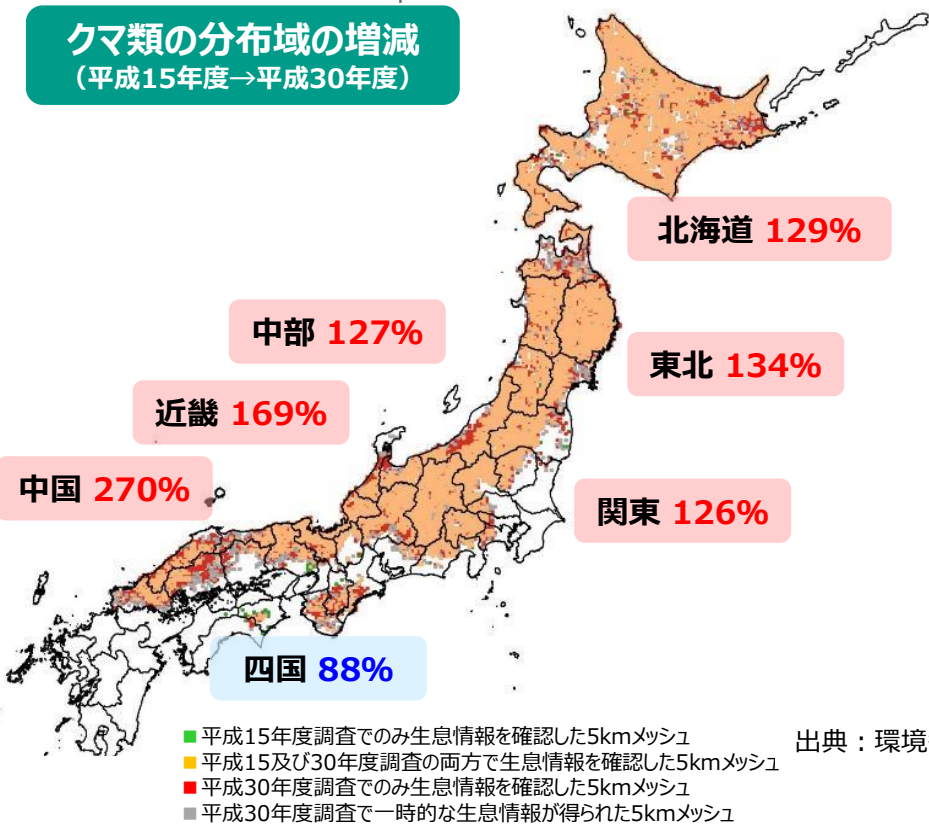 クマ類の分布域の増減
（平成15年度→平成30年度）
北海道 129%
中部 127%
東北 134%
近畿 169%
中国 270%
関東 126%
四国 88%
■平成15年度調査でのみ生息情報を確認した5kmメッシュ
■平成15及び30年度調査の両方で生息情報を確認した5kmメッシュ
■平成30年度調査でのみ生息情報を確認した5kmメッシュ
■平成30年度調査で一時的な生息情報が得られた5kmメッシュ
出典：環境